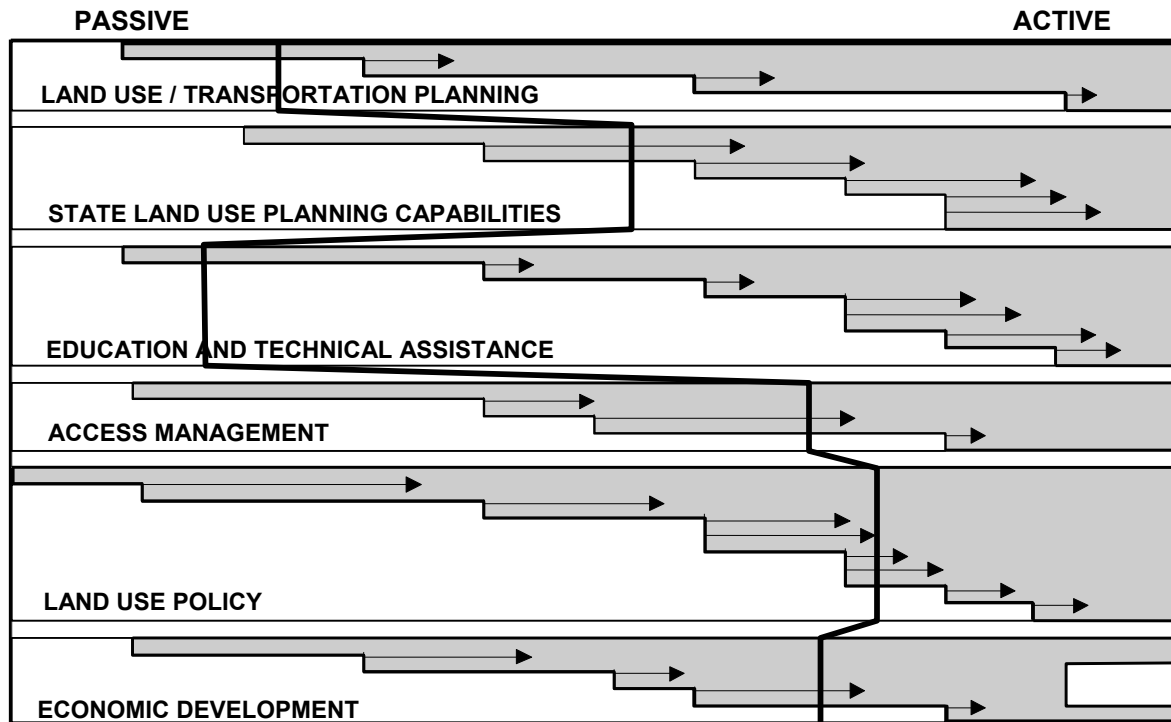 PASSIVE ACTIVE
LAND USE / TRANSPORTATION PLANNING
STATE LAND USE PLANNING CAPABILITIES
EDUCATION AND TECHNICAL ASSISTANCE
ACCESS MANAGEMENT
LAND USE POLICY
ECONOMIC DEVELOPMENT